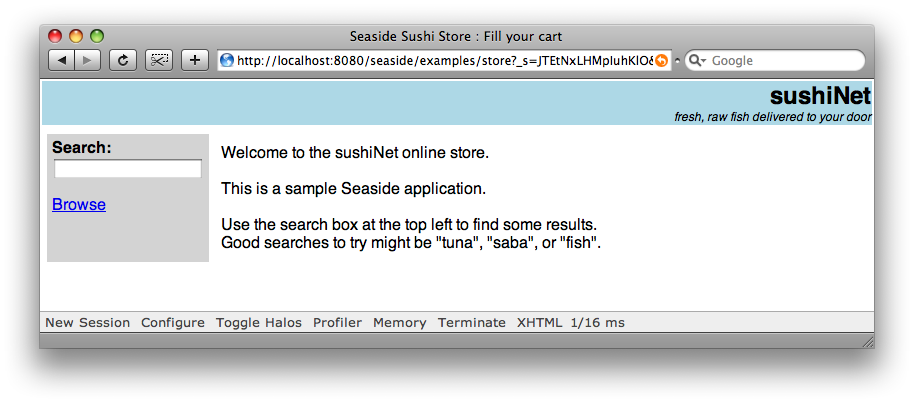 Seaside Sushi Store : Fill your cart
http://localhost:8080/seaside/examples/store?_s=JTEtNxLHMpIuhKlO&
Google
sushiNet
fresh, raw fish delivered to your door
Search:
Browse
Welcome to the sushiNet online store.
This is a sample Seaside application.
Use the search box at the top left to find some results.
Good searches to try might be "tuna", "saba", or "fish".
New Session Configure Toggle Halos Profiler Memory Terminate XHTML 1/16 ms